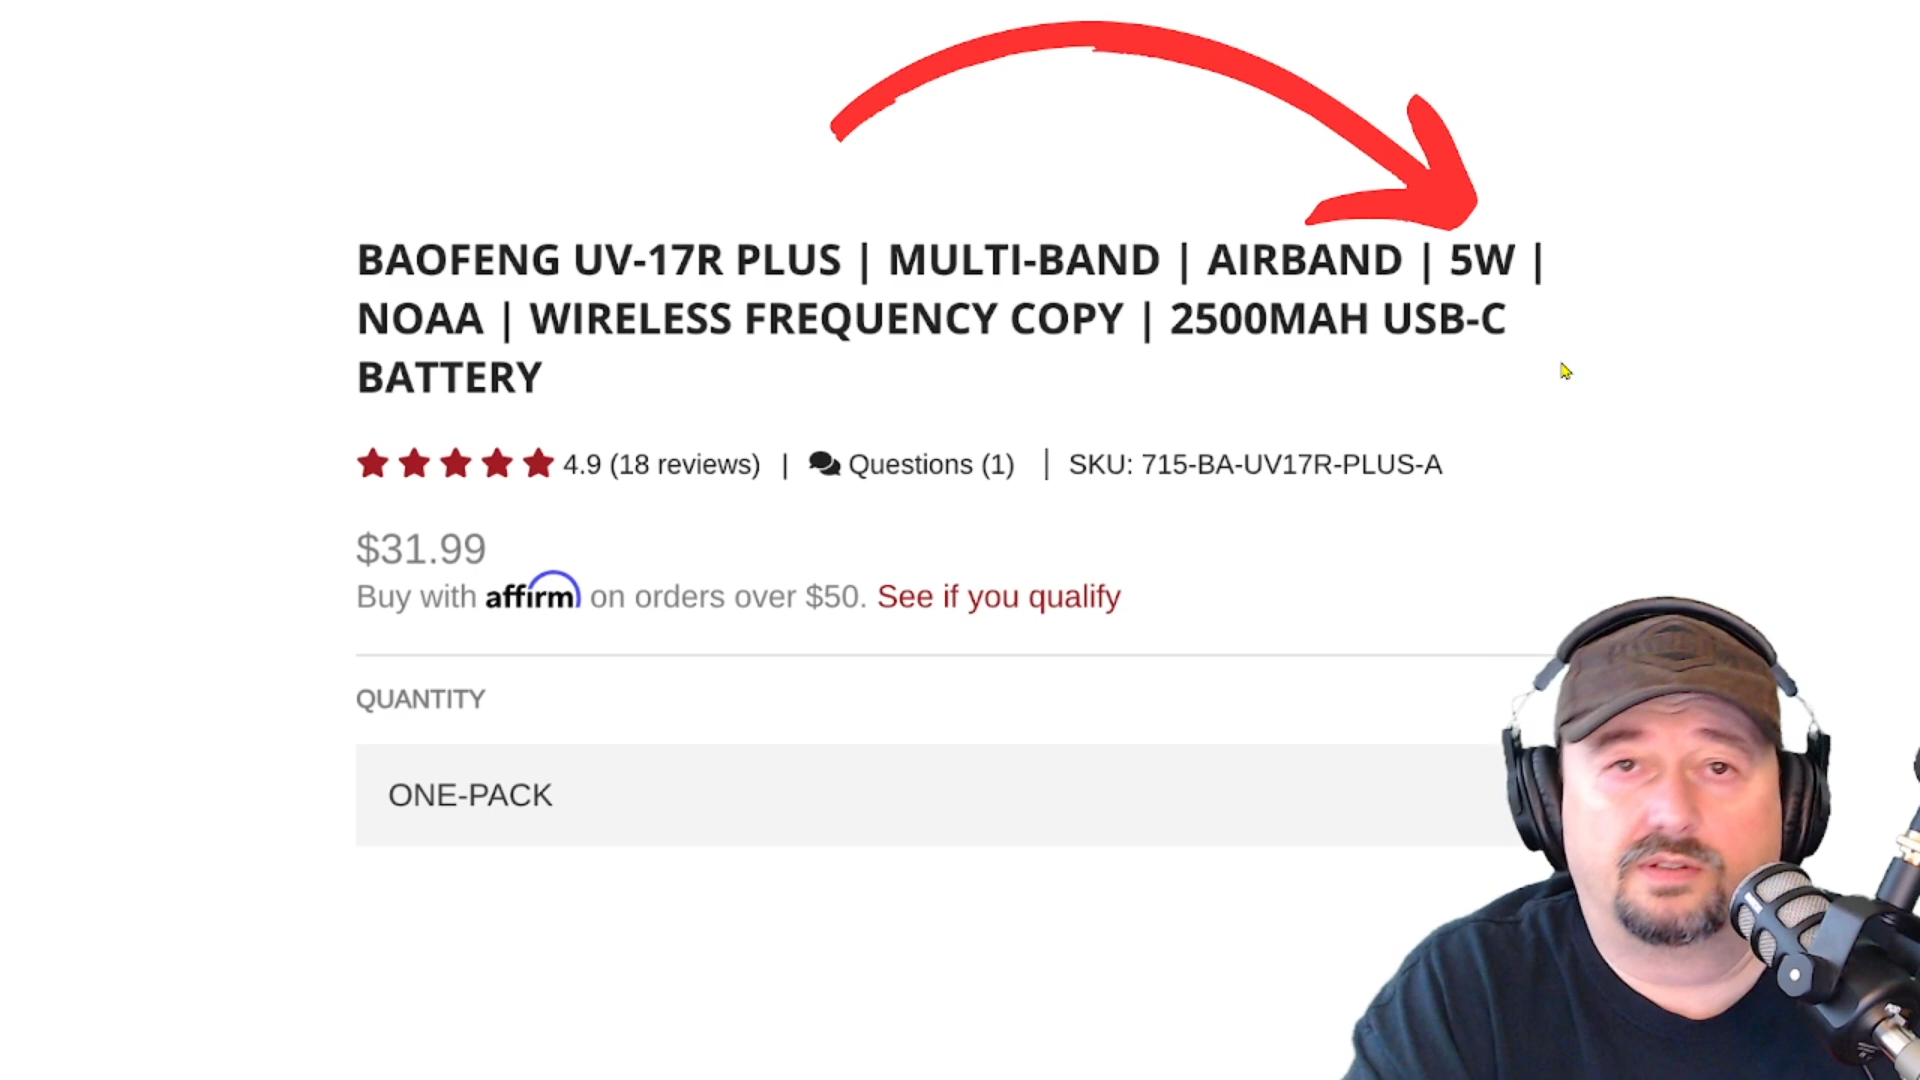 BAOFENG UV-17R PLUS | MULTI-BAND | AIRBAND | 5W |
NOAA | WIRELESS FREQUENCY COPY | 2500MAH USB-C
BATTERY
4.9 (18 reviews) | Questions (1) | SKU: 715-BA-UV17R-PLUS-A
$31.99
Buy with affirm on orders over $50. See if you qualify
QUANTITY
ONE-PACK